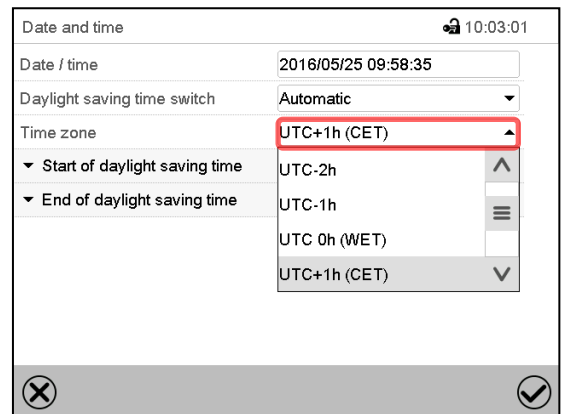 Date and time 10:03:01
Date / time 2016/05/25 09:58:35
Daylight saving time switch Automatic
Time zone UTC+1h (CET)
Start of daylight saving time UTC-2h
End of daylight saving time UTC-1h
UTC 0h (WET)
UTC+1h (CET)